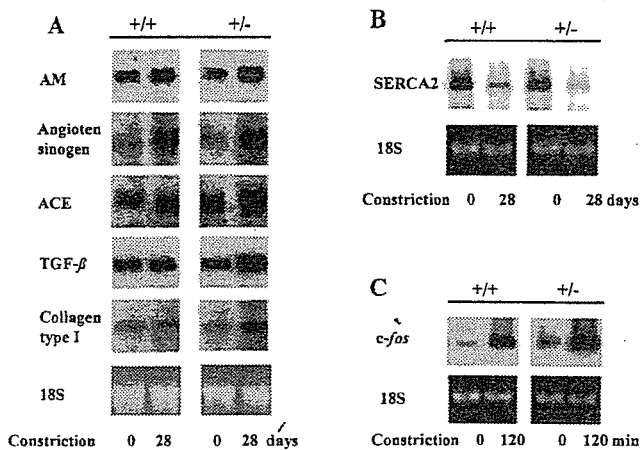 A
+/+ +/-
AM
Angioten
sinogen
ACE
TGF-β
Collagen
type I
18S
Constriction 0 28 0 28 days
B
+/+ +/-
SERCA2
18S
Constriction 0 28 0 28 days
C
+/+ +/-
c-fos
18S
Constriction 0 120 0 120 min